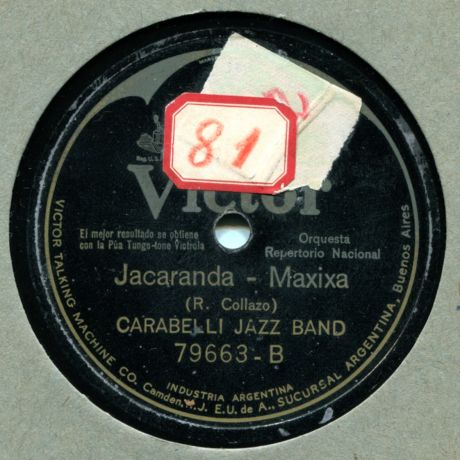 81
Victor
El mejor resultado se obtiene
con la Púa Tungs-tone Victrola
Orquesta
Repertorio Nacional
Jacaranda - Maxixa
(R. Collazo)
CARABELLI JAZZ BAND
79663-B
INDUSTRIA ARGENTINA
VICTOR TALKING MACHINE CO. Camden, N.J. E.U. de A., SUCURSAL ARGENTINA, Buenos Aires